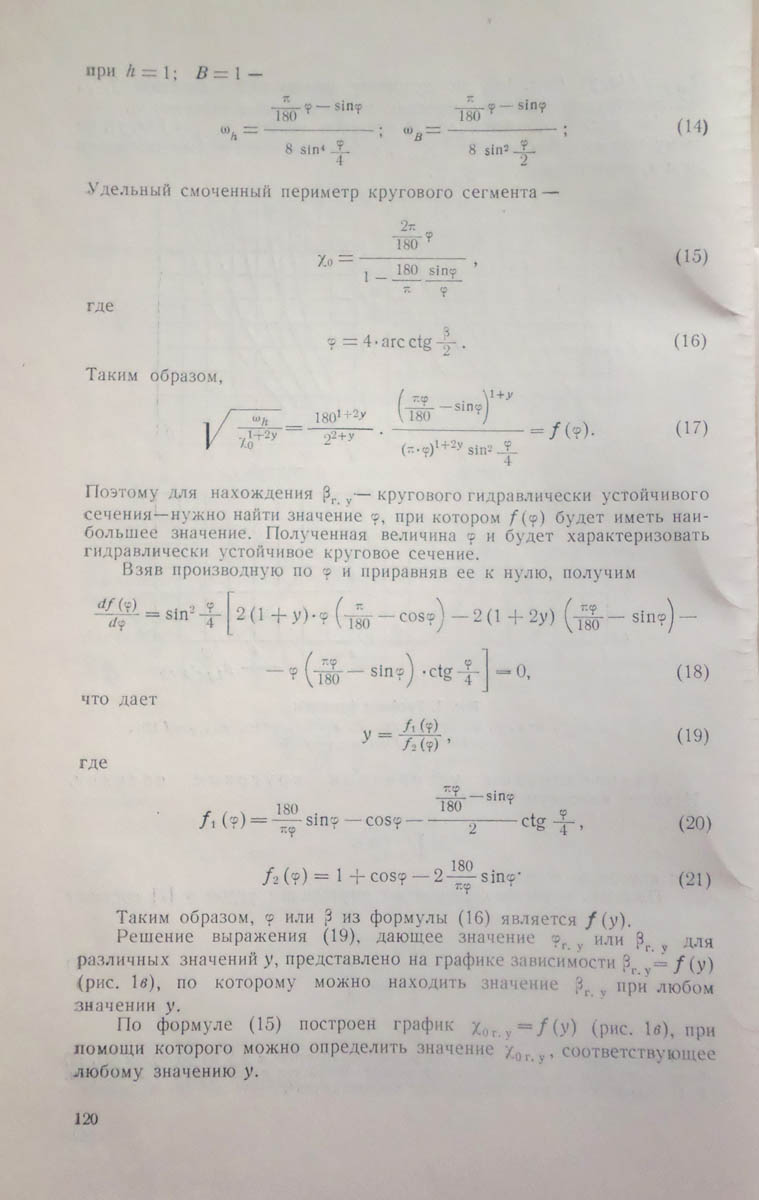 при h = 1; B = 1 —
ω_h = (π/180 φ — sinφ) / (8 sin⁴ φ/4); ω_B = (π/180 φ — sinφ) / (8 sin² φ/2); (14)
Удельный смоченный периметр кругового сегмента —
χ₀ = (2π/180 φ) / (1 — 180/π sinφ/φ), (15)
где
φ = 4·arc ctg β/2. (16)
Таким образом,
√(ω_h / χ₀^(1+2y)) = 180^(1+2y) / 2^(2+y) · (πφ/180 — sinφ)^(1+y) / ((π·φ)^(1+2y) sin² φ/4) = f(φ). (17)
Поэтому для нахождения β г. у — кругового гидравлически устойчивого
сечения—нужно найти значение φ, при котором f(φ) будет иметь наи-
большее значение. Полученная величина φ и будет характеризовать
гидравлически устойчивое круговое сечение.
Взяв производную по φ и приравняв ее к нулю, получим
df(φ)/dφ = sin² φ/4 [2(1 + y)·φ (π/180 — cosφ) — 2(1 + 2y) (πφ/180 — sinφ) —
— φ (πφ/180 — sinφ) · ctg φ/4] = 0, (18)
что дает
y = f₁(φ)/f₂(φ), (19)
где
f₁(φ) = 180/πφ sinφ — cosφ — (πφ/180 — sinφ)/2 ctg φ/4, (20)
f₂(φ) = 1 + cosφ — 2 180/πφ sinφ· (21)
Таким образом, φ или β из формулы (16) является f(y).
Решение выражения (19), дающее значение φ г. у или β г. у для
различных значений y, представлено на графике зависимости β г. у = f(y)
(рис. 1в), по которому можно находить значение β г. у при любом
значении y.
По формуле (15) построен график χ₀ г. у = f(y) (рис. 1в), при
помощи которого можно определить значение χ₀ г. у, соответствующее
любому значению y.
120